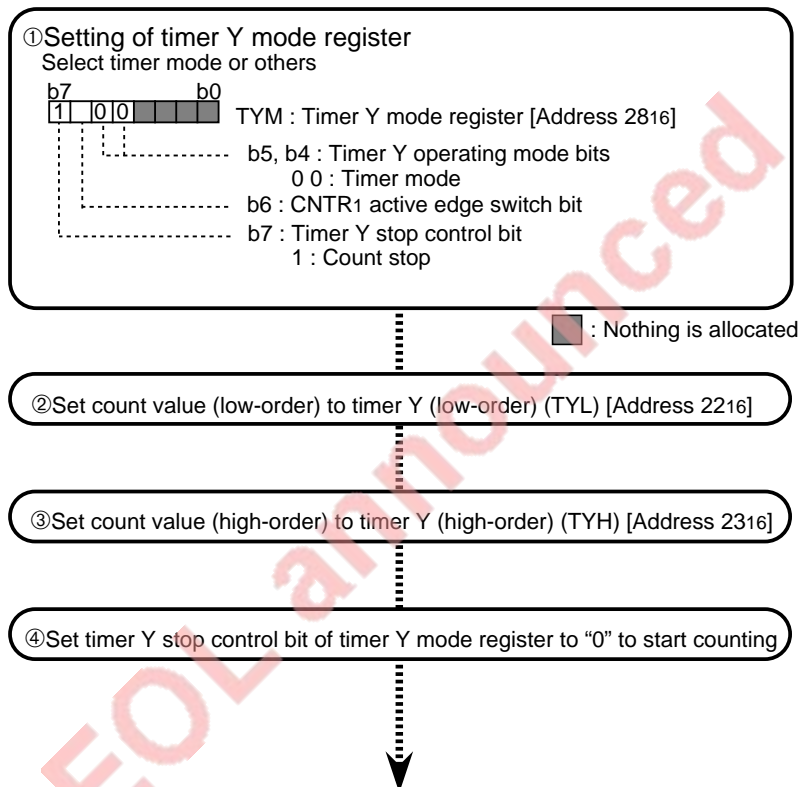 ①Setting of timer Y mode register
Select timer mode or others
b7 b0
1 0 0
TYM : Timer Y mode register [Address 2816]
b5, b4 : Timer Y operating mode bits
0 0 : Timer mode
b6 : CNTR1 active edge switch bit
b7 : Timer Y stop control bit
1 : Count stop
: Nothing is allocated
②Set count value (low-order) to timer Y (low-order) (TYL) [Address 2216]
③Set count value (high-order) to timer Y (high-order) (TYH) [Address 2316]
④Set timer Y stop control bit of timer Y mode register to “0” to start counting
EOL announced